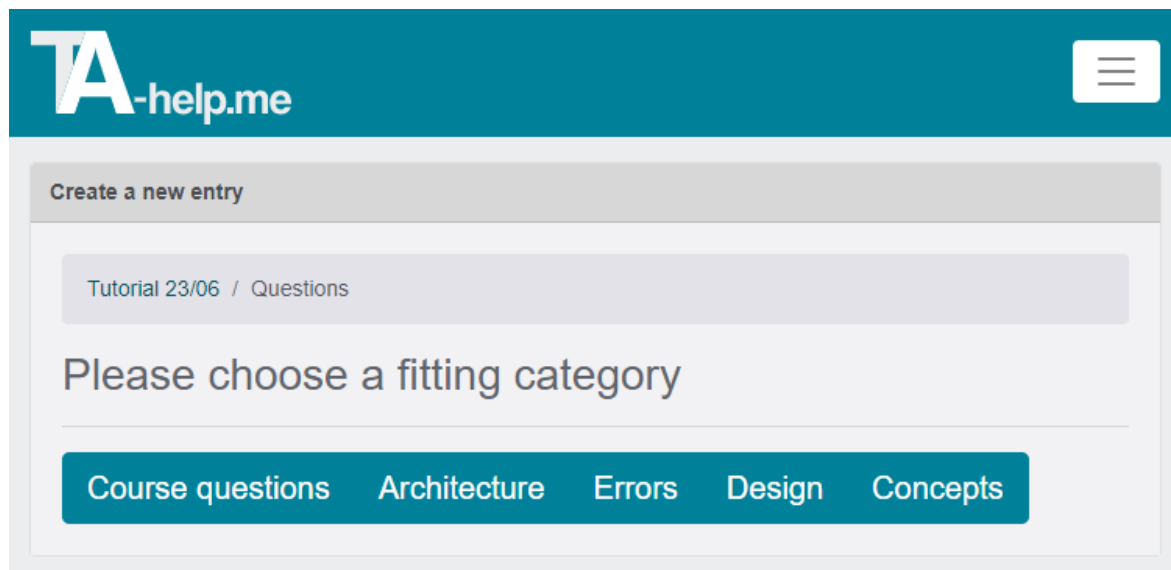 TA-help.me
Create a new entry
Tutorial 23/06 / Questions
Please choose a fitting category
Course questions Architecture Errors Design Concepts